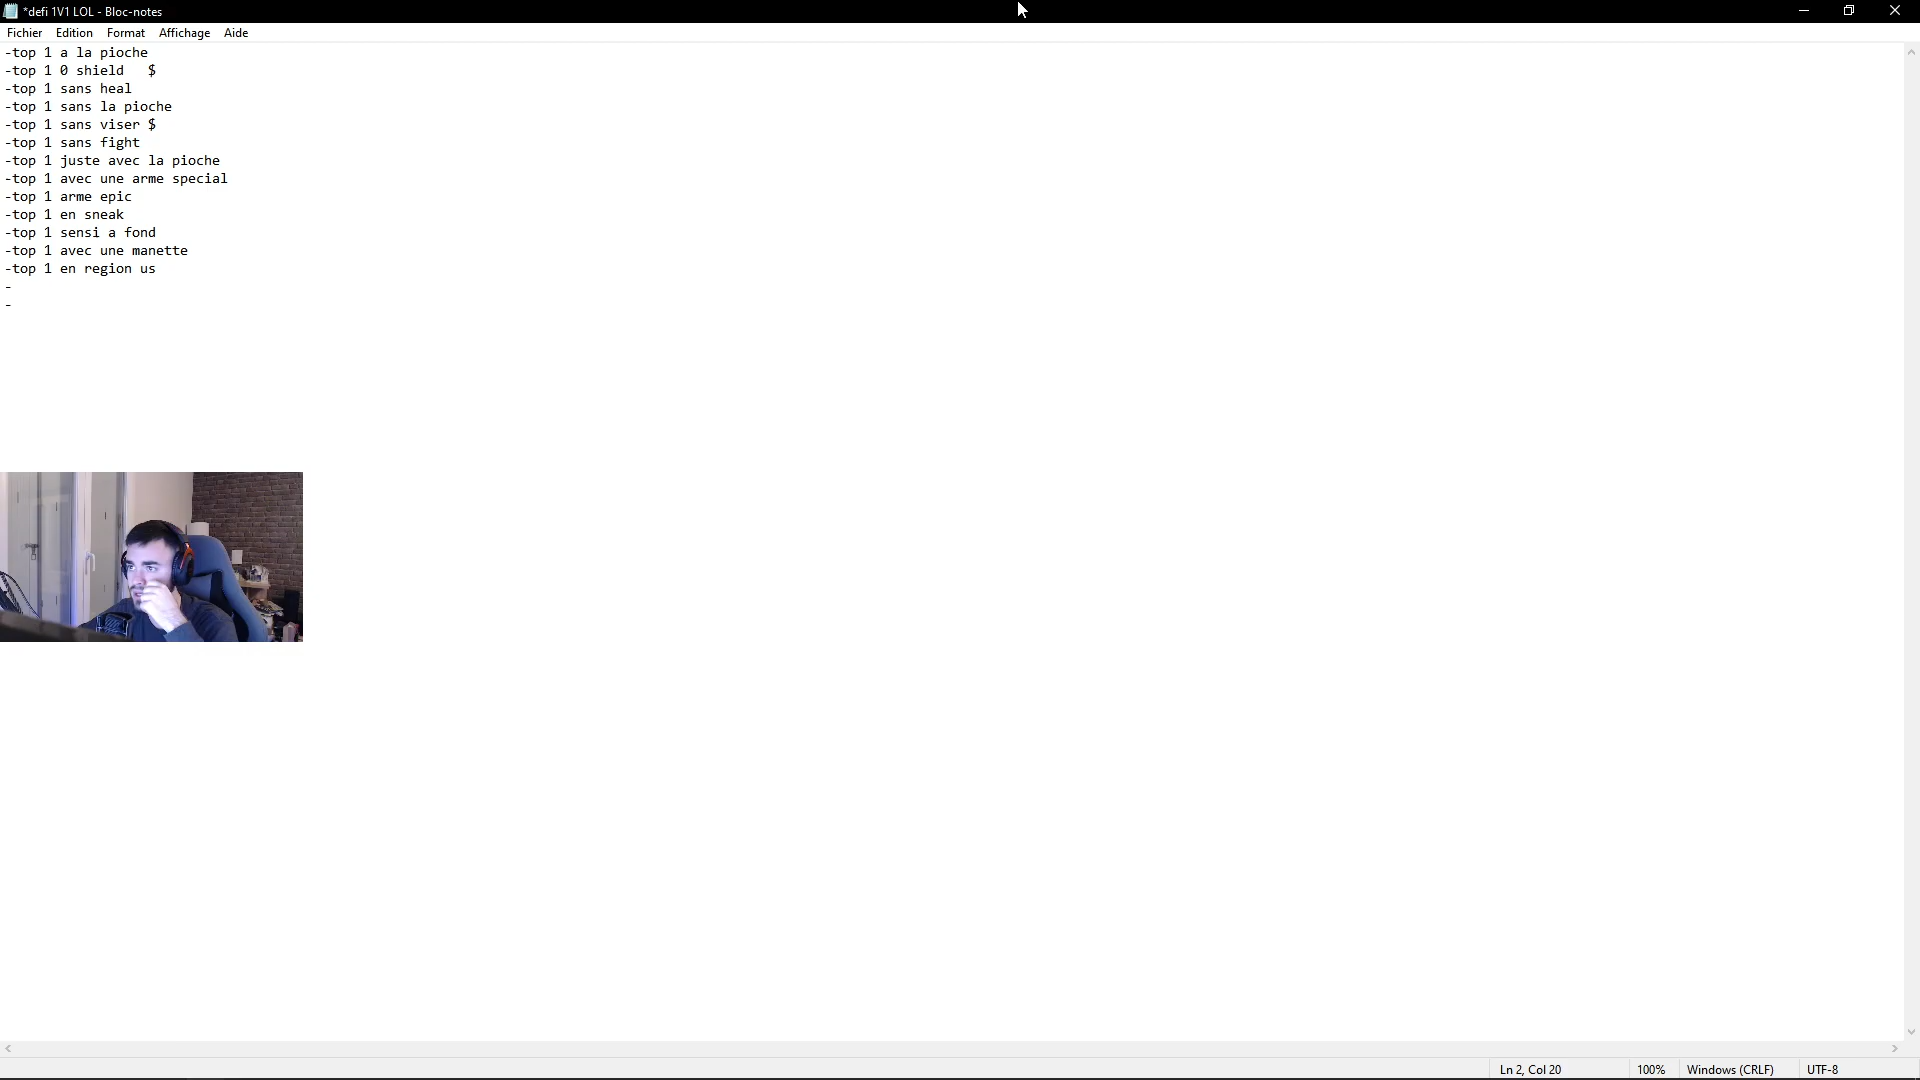 *defi 1V1 LOL - Bloc-notes
Fichier Edition Format Affichage Aide
-top 1 a la pioche
-top 1 0 shield   $
-top 1 sans heal
-top 1 sans la pioche
-top 1 sans viser $
-top 1 sans fight
-top 1 juste avec la pioche
-top 1 avec une arme special
-top 1 arme epic
-top 1 en sneak
-top 1 sensi a fond
-top 1 avec une manette
-top 1 en region us
-
-
Ln 2, Col 20 100% Windows (CRLF) UTF-8